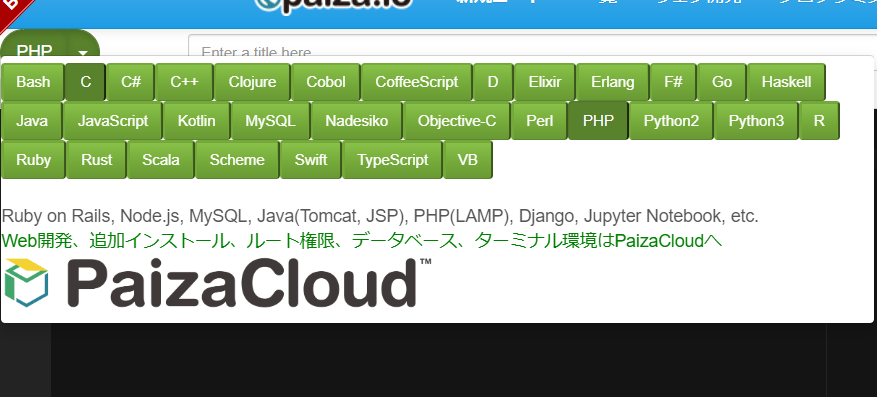 paiza.io
PHP
Enter a title here
Bash C C# C++ Clojure Cobol CoffeeScript D Elixir Erlang F# Go Haskell
Java JavaScript Kotlin MySQL Nadesiko Objective-C Perl PHP Python2 Python3 R
Ruby Rust Scala Scheme Swift TypeScript VB
Ruby on Rails, Node.js, MySQL, Java(Tomcat, JSP), PHP(LAMP), Django, Jupyter Notebook, etc.
Web開発、追加インストール、ルート権限、データベース、ターミナル環境はPaizaCloudへ
PaizaCloud™